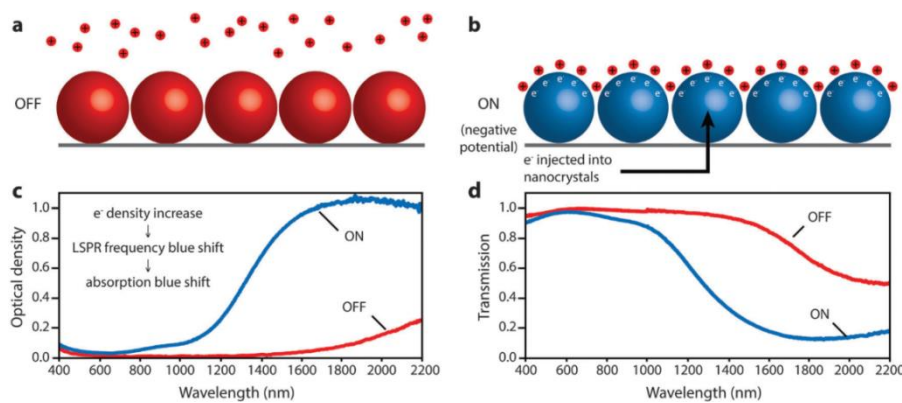 a
+ + + + + + + + + + + + + + + + + +
OFF
b
+ + + + + + + + + + + + + + + + + + + + +
e⁻ e⁻ e⁻ e⁻ e⁻ e⁻ e⁻ e⁻ e⁻ e⁻ e⁻ e⁻ e⁻ e⁻ e⁻ e⁻ e⁻ e⁻ e⁻ e⁻ e⁻ e⁻ e⁻ e⁻ e⁻
ON
(negative
potential)
e⁻ injected into
nanocrystals
c
Optical density
1.0
0.8
0.6
0.4
0.2
0.0
e⁻ density increase
↓
LSPR frequency blue shift
↓
absorption blue shift
ON
OFF
400 600 800 1000 1200 1400 1600 1800 2000 2200
Wavelength (nm)
d
Transmission
1.0
0.8
0.6
0.4
0.2
0.0
OFF
ON
400 600 800 1000 1200 1400 1600 1800 2000 2200
Wavelength (nm)